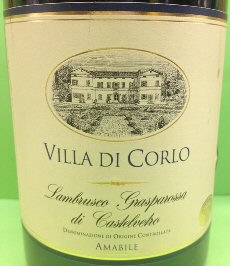 VILLA DI CORLO
Lambrusco Grasparossa
di Castelvetro
DENOMINAZIONE DI ORIGINE CONTROLLATA
AMABILE